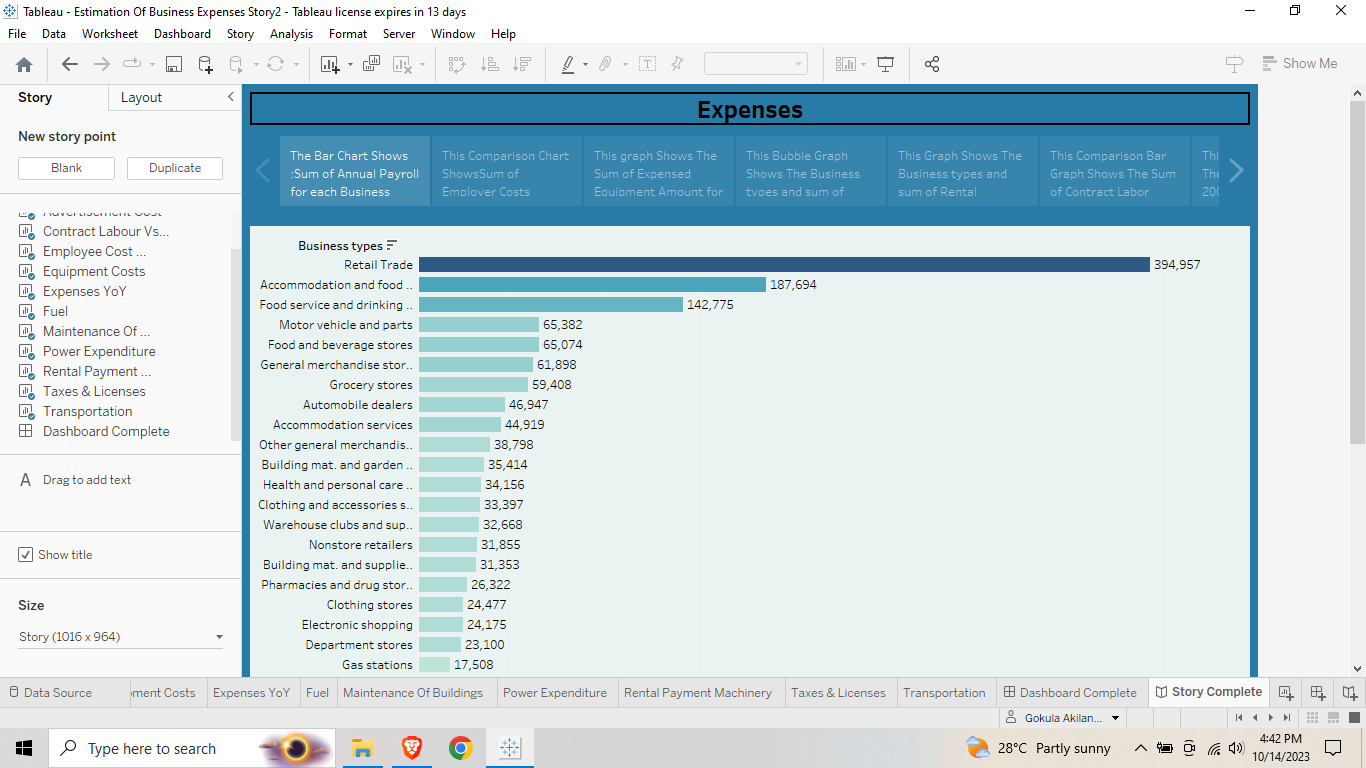 Tableau - Estimation Of Business Expenses Story2 - Tableau license expires in 13 days
File Data Worksheet Dashboard Story Analysis Format Server Window Help
Show Me
Story Layout
New story point
Blank Duplicate
Advertisement Cost
Contract Labour Vs...
Employee Cost ...
Equipment Costs
Expenses YoY
Fuel
Maintenance Of ...
Power Expenditure
Rental Payment ...
Taxes & Licenses
Transportation
Dashboard Complete
A Drag to add text
Show title
Size
Story (1016 x 964)
Expenses
The Bar Chart Shows
:Sum of Annual Payroll
for each Business
This Comparison Chart
ShowsSum of
Employer Costs
This graph Shows The
Sum of Expensed
Equipment Amount for
This Bubble Graph
Shows The Business
types and sum of
This Graph Shows The
Business types and
sum of Rental
This Comparison Bar
Graph Shows The Sum
of Contract Labor
Thi
The
200
Business types
Retail Trade 394,957
Accommodation and food .. 187,694
Food service and drinking .. 142,775
Motor vehicle and parts 65,382
Food and beverage stores 65,074
General merchandise stor.. 61,898
Grocery stores 59,408
Automobile dealers 46,947
Accommodation services 44,919
Other general merchandis.. 38,798
Building mat. and garden .. 35,414
Health and personal care .. 34,156
Clothing and accessories s.. 33,397
Warehouse clubs and sup.. 32,668
Nonstore retailers 31,855
Building mat. and supplie.. 31,353
Pharmacies and drug stor.. 26,322
Clothing stores 24,477
Electronic shopping 24,175
Department stores 23,100
Gas stations 17,508
Data Source ment Costs Expenses YoY Fuel Maintenance Of Buildings Power Expenditure Rental Payment Machinery Taxes & Licenses Transportation Dashboard Complete Story Complete
Gokula Akilan...
Type here to search
28°C Partly sunny
4:42 PM
10/14/2023